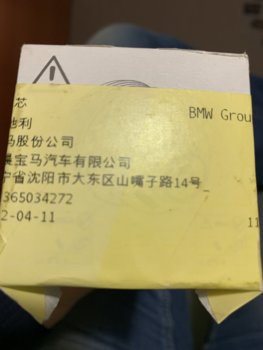 芯
地利
马股份公司 BMW Grou
晨宝马汽车有限公司
宁省沈阳市大东区山嘴子路14号
365034272
2-04-11 11